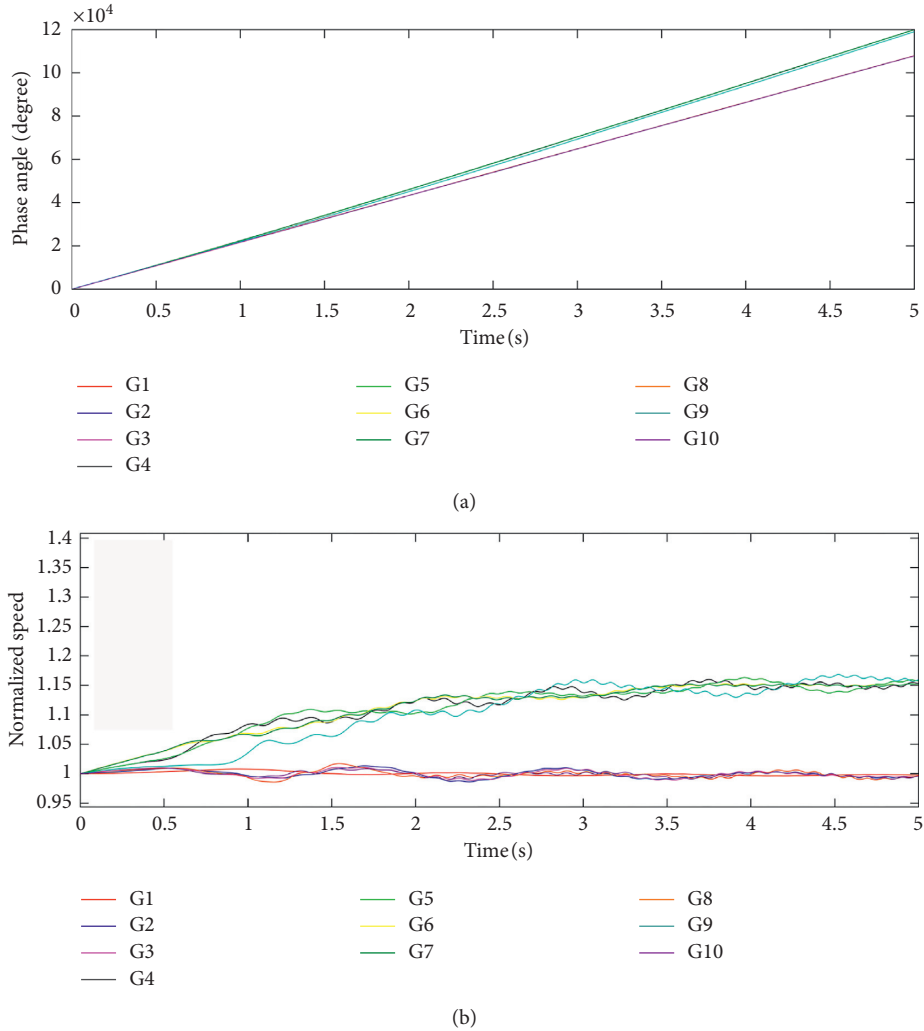 ×10⁴
12
10
8
6
4
2
0
Phase angle (degree)
0 0.5 1 1.5 2 2.5 3 3.5 4 4.5 5
Time (s)
G1 G5 G8
G2 G6 G9
G3 G7 G10
G4
(a)
1.4
1.35
1.3
1.25
1.2
1.15
1.1
1.05
1
0.95
Normalized speed
0 0.5 1 1.5 2 2.5 3 3.5 4 4.5 5
Time (s)
G1 G5 G8
G2 G6 G9
G3 G7 G10
G4
(b)